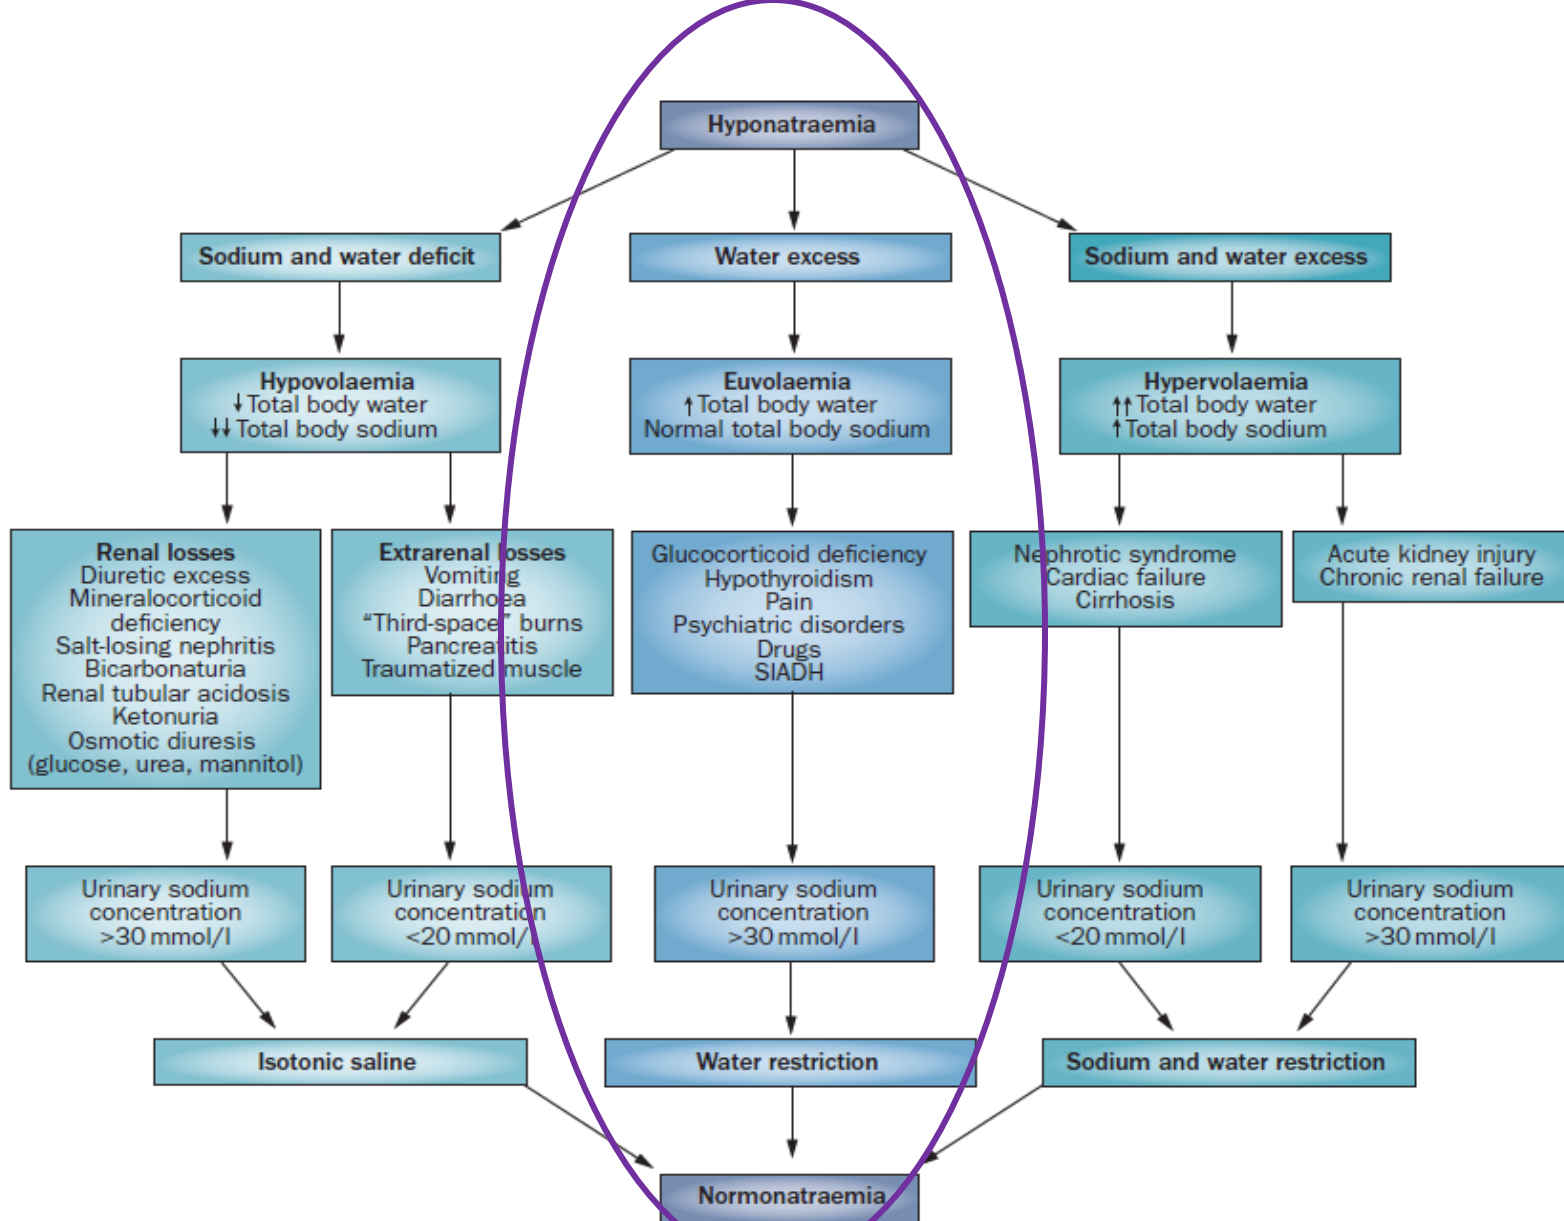 Hyponatraemia
Sodium and water deficit
Water excess
Sodium and water excess
Hypovolaemia
↓ Total body water
↓↓ Total body sodium
Euvolaemia
↑ Total body water
Normal total body sodium
Hypervolaemia
↑↑ Total body water
↑ Total body sodium
Renal losses
Diuretic excess
Mineralocorticoid
deficiency
Salt-losing nephritis
Bicarbonaturia
Renal tubular acidosis
Ketonuria
Osmotic diuresis
(glucose, urea, mannitol)
Extrarenal losses
Vomiting
Diarrhoea
“Third-space” burns
Pancreatitis
Traumatized muscle
Glucocorticoid deficiency
Hypothyroidism
Pain
Psychiatric disorders
Drugs
SIADH
Nephrotic syndrome
Cardiac failure
Cirrhosis
Acute kidney injury
Chronic renal failure
Urinary sodium
concentration
>30 mmol/l
Urinary sodium
concentration
<20 mmol/l
Urinary sodium
concentration
>30 mmol/l
Urinary sodium
concentration
<20 mmol/l
Urinary sodium
concentration
>30 mmol/l
Isotonic saline
Water restriction
Sodium and water restriction
Normonatraemia